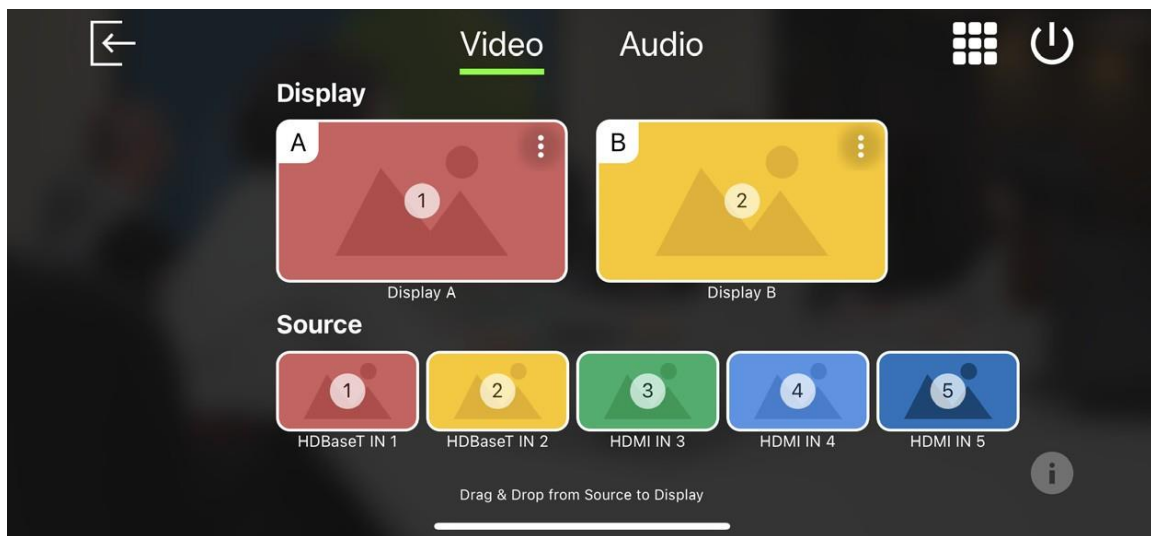 Video Audio
Display
A 1 B 2
Display A Display B
Source
1 2 3 4 5
HDBaseT IN 1 HDBaseT IN 2 HDMI IN 3 HDMI IN 4 HDMI IN 5
i
Drag & Drop from Source to Display